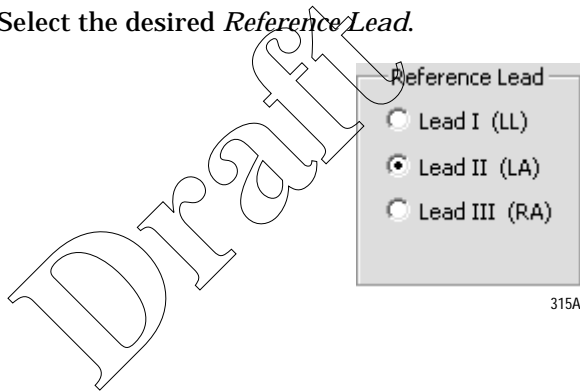 Select the desired Reference Lead.
Reference Lead
Lead I (LL)
Lead II (LA)
Lead III (RA)
315A
Draft